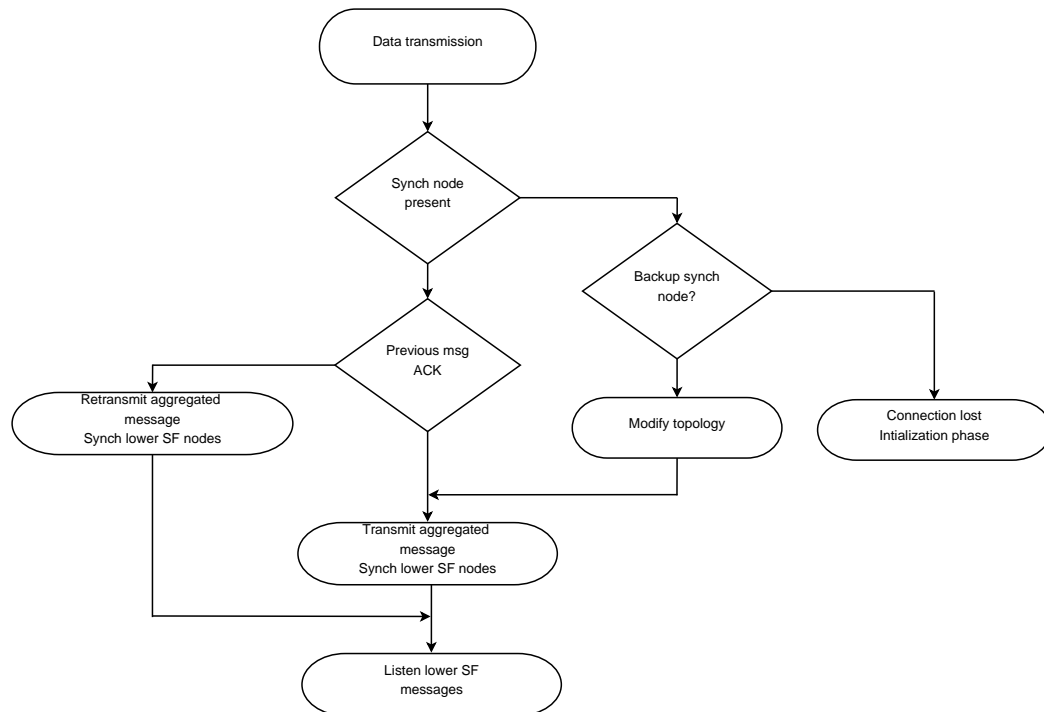 Data transmission
Synch node
present
Backup synch
node?
Previous msg
ACK
Retransmit aggregated
message
Synch lower SF nodes
Modify topology
Connection lost
Intialization phase
Transmit aggregated
message
Synch lower SF nodes
Listen lower SF
messages